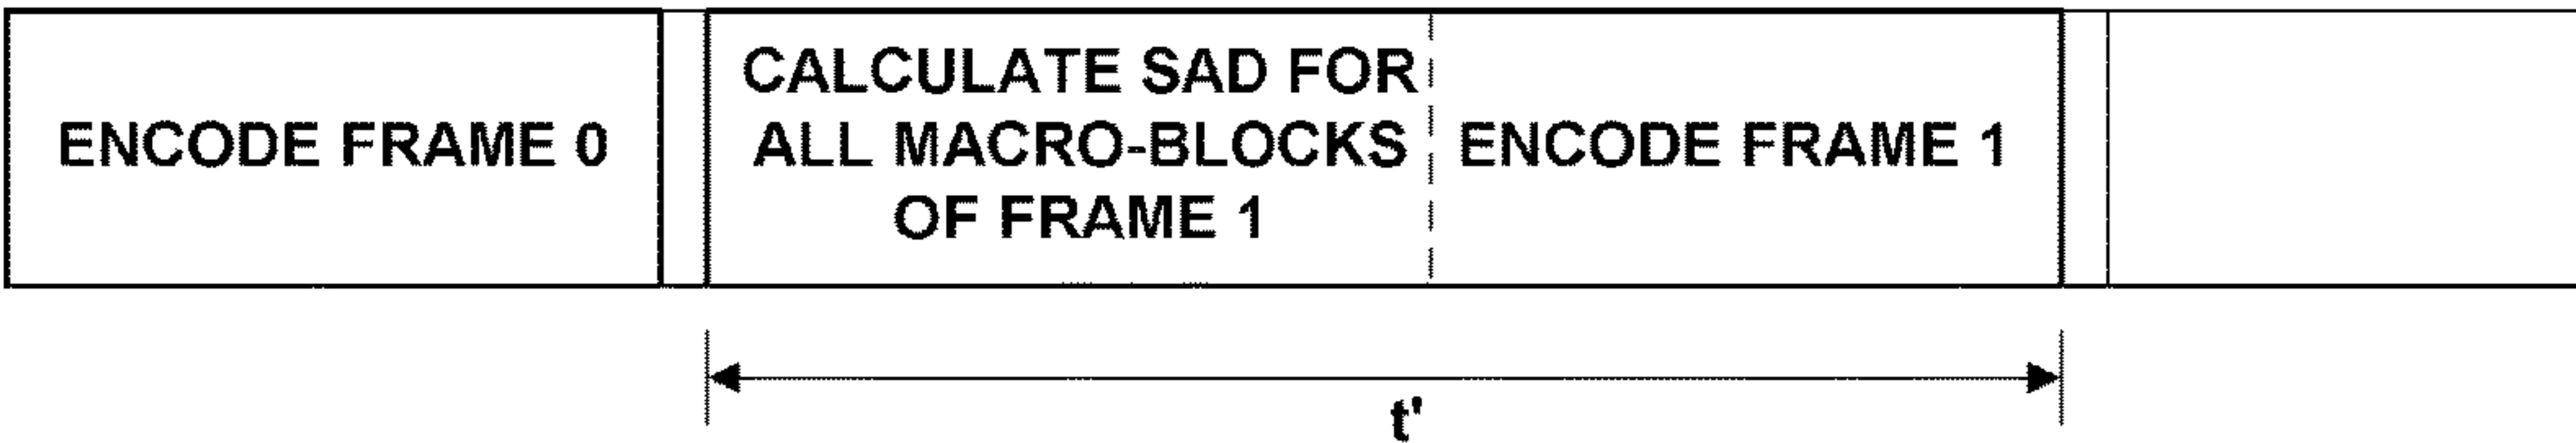 ENCODE FRAME 0
CALCULATE SAD FOR
ALL MACRO-BLOCKS
OF FRAME 1
ENCODE FRAME 1
t'